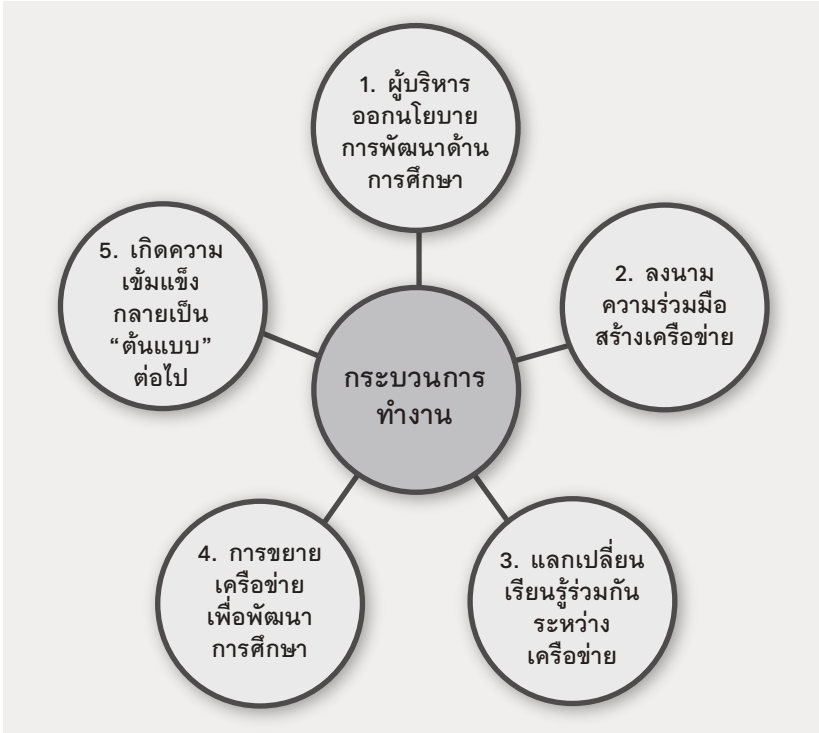 1. ผู้บริหาร
ออกนโยบาย
การพัฒนาด้าน
การศึกษา
2. ลงนาม
ความร่วมมือ
สร้างเครือข่าย
3. แลกเปลี่ยน
เรียนรู้ร่วมกัน
ระหว่าง
เครือข่าย
4. การขยาย
เครือข่าย
เพื่อพัฒนา
การศึกษา
5. เกิดความ
เข้มแข็ง
กลายเป็น
“ต้นแบบ”
ต่อไป
กระบวนการ
ทำงาน